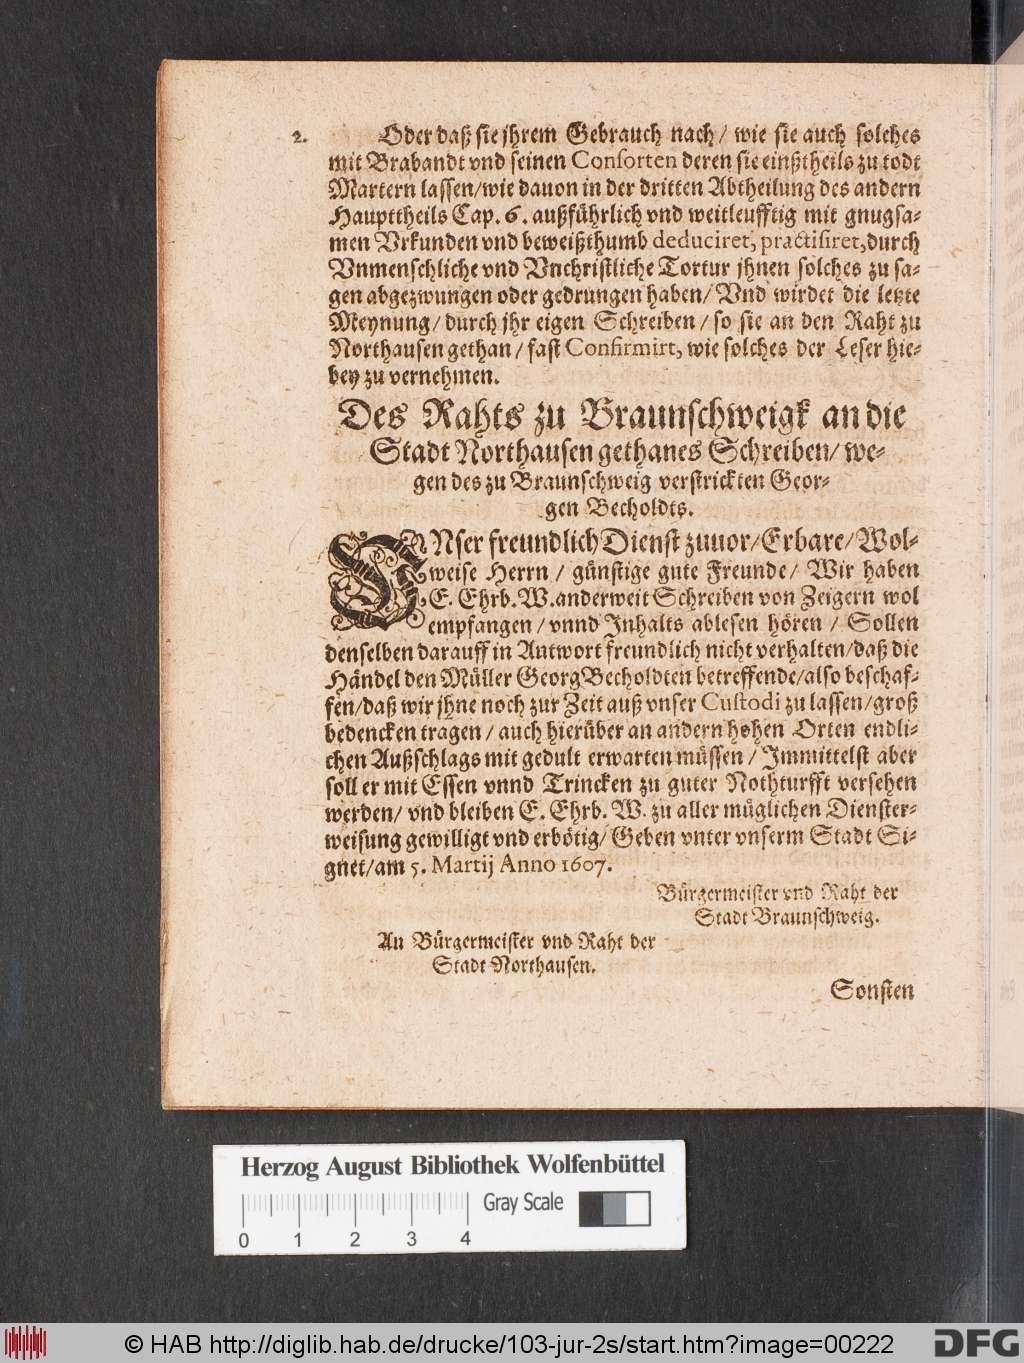 2. Oder daß sie jhrem Gebrauch nach / wie sie auch solches
mit Brabandt vnd seinen Consorten deren sie einßtheils zu todt
Martern lassen/wie dauon in der dritten Abtheilung des andern
Haupttheils Cap. 6. außführlich vnd weitleufftig mit gnugsa-
men Vrkunden vnd beweißthumb deduciret, practisiret,durch
Vnmenschliche vnd Vnchristliche Tortur jhnen solches zu sa-
gen abgezwungen oder gedrungen haben/ Vnd wirdet die letzte
Meynung/ durch jhr eigen Schreiben / so sie an den Raht zu
Northausen gethan / fast Confirmirt, wie solches der Leser hie-
bey zu vernehmen.
Des Rahts zu Braunschweigk an die
Stadt Northausen gethanes Schreiben/ we-
gen des zu Braunschweig verstrickten Geor-
gen Becholdts.
VNser freundlich Dienst zuuor/Erbare/ Wol-
weise Herrn / günstige gute Freunde/ Wir haben
E. Ehrb. W. anderweit Schreiben von Zeigern wol
empfangen / vnnd Inhalts ablesen hören / Sollen
denselben darauff in Antwort freundlich nicht verhalten/daß die
Händel den Müller Georg Becholdten betreffende/also beschaf-
fen/daß wir jhne noch zur Zeit auß vnser Custodi zu lassen/groß
bedencken tragen / auch hierüber an andern hohen Orten endli-
chen Außschlags mit gedult erwarten müssen / Immittelst aber
soll er mit Essen vnnd Trincken zu guter Nothturfft versehen
werden/ vnd bleiben E. Ehrb. W. zu aller müglichen Dienster-
weisung gewilligt vnd erbötig/ Geben vnter vnserm Stadt Si-
gnet/am 5. Martij Anno 1607.
Bürgermeister vnd Raht der
Stadt Braunschweig.
An Bürgermeister vnd Raht der
Stadt Northausen.
Sonsten
Herzog August Bibliothek Wolfenbüttel
Gray Scale
0 1 2 3 4
© HAB http://diglib.hab.de/drucke/103-jur-2s/start.htm?image=00222
DFG